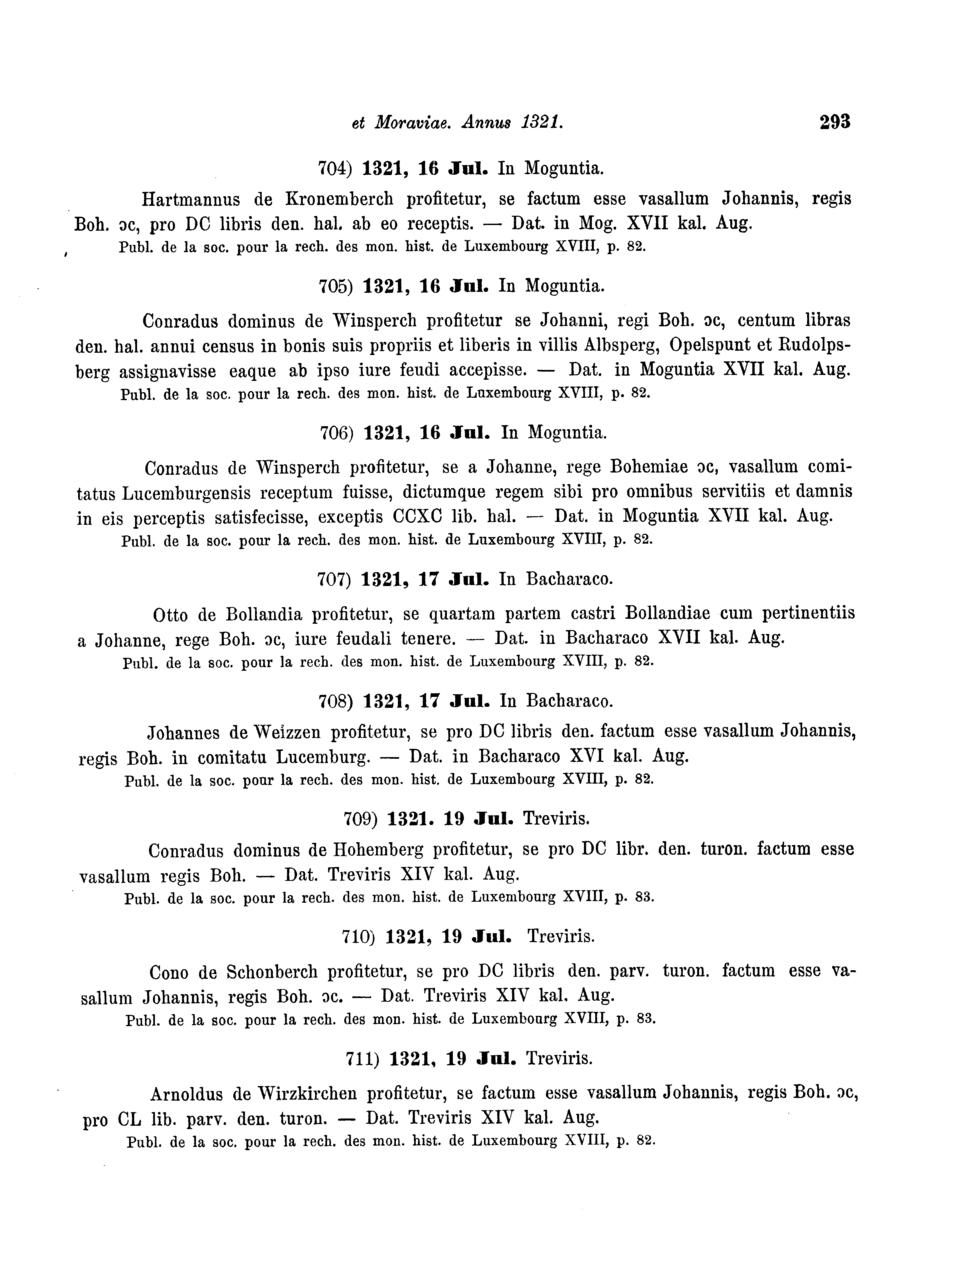 et Moraviae. Annus 1321. 293
704) 1321, 16 Jul. In Moguntia.
Hartmannus de Kronemberch profitetur, se factum esse vasallum Johannis, regis
Boh. ɔc, pro DC libris den. hal. ab eo receptis. — Dat. in Mog. XVII kal. Aug.
Publ. de la soc. pour la rech. des mon. hist. de Luxembourg XVIII, p. 82.
705) 1321, 16 Jul. In Moguntia.
Conradus dominus de Winsperch profitetur se Johanni, regi Boh. ɔc, centum libras
den. hal. annui census in bonis suis propriis et liberis in villis Albsperg, Opelspunt et Rudolps-
berg assignavisse eaque ab ipso iure feudi accepisse. — Dat. in Moguntia XVII kal. Aug.
Publ. de la soc. pour la rech. des mon. hist. de Luxembourg XVIII, p. 82.
706) 1321, 16 Jul. In Moguntia.
Conradus de Winsperch profitetur, se a Johanne, rege Bohemiae ɔc, vasallum comi-
tatus Lucemburgensis receptum fuisse, dictumque regem sibi pro omnibus servitiis et damnis
in eis perceptis satisfecisse, exceptis CCXC lib. hal. — Dat. in Moguntia XVII kal. Aug.
Publ. de la soc. pour la rech. des mon. hist. de Luxembourg XVIII, p. 82.
707) 1321, 17 Jul. In Bacharaco.
Otto de Bollandia profitetur, se quartam partem castri Bollandiae cum pertinentiis
a Johanne, rege Boh. ɔc, iure feudali tenere. — Dat. in Bacharaco XVII kal. Aug.
Publ. de la soc. pour la rech. des mon. hist. de Luxembourg XVIII, p. 82.
708) 1321, 17 Jul. In Bacharaco.
Johannes de Weizzen profitetur, se pro DC libris den. factum esse vasallum Johannis,
regis Boh. in comitatu Lucemburg. — Dat. in Bacharaco XVI kal. Aug.
Publ. de la soc. pour la rech. des mon. hist. de Luxembourg XVIII, p. 82.
709) 1321. 19 Jul. Treviris.
Conradus dominus de Hohemberg profitetur, se pro DC libr. den. turon. factum esse
vasallum regis Boh. — Dat. Treviris XIV kal. Aug.
Publ. de la soc. pour la rech. des mon. hist. de Luxembourg XVIII, p. 83.
710) 1321, 19 Jul. Treviris.
Cono de Schonberch profitetur, se pro DC libris den. parv. turon. factum esse va-
sallum Johannis, regis Boh. ɔc. — Dat. Treviris XIV kal. Aug.
Publ. de la soc. pour la rech. des mon. hist. de Luxembourg XVIII, p. 83.
711) 1321, 19 Jul. Treviris.
Arnoldus de Wirzkirchen profitetur, se factum esse vasallum Johannis, regis Boh. ɔc,
pro CL lib. parv. den. turon. — Dat. Treviris XIV kal. Aug.
Publ. de la soc. pour la rech. des mon. hist. de Luxembourg XVIII, p. 82.